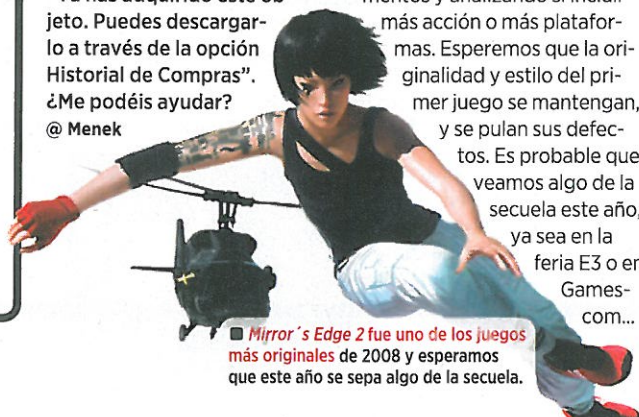 jeto. Puedes descargar-
lo a través de la opción
Historial de Compras".
¿Me podéis ayudar?
@ Menek
más acción o más platafor-
mas. Esperemos que la ori-
ginalidad y estilo del pri-
mer juego se mantengan,
y se pulan sus defec-
tos. Es probable que
veamos algo de la
secuela este año,
ya sea en la
feria E3 o en
Games-
com...
Mirror´s Edge 2 fue uno de los juegos
más originales de 2008 y esperamos
que este año se sepa algo de la secuela.